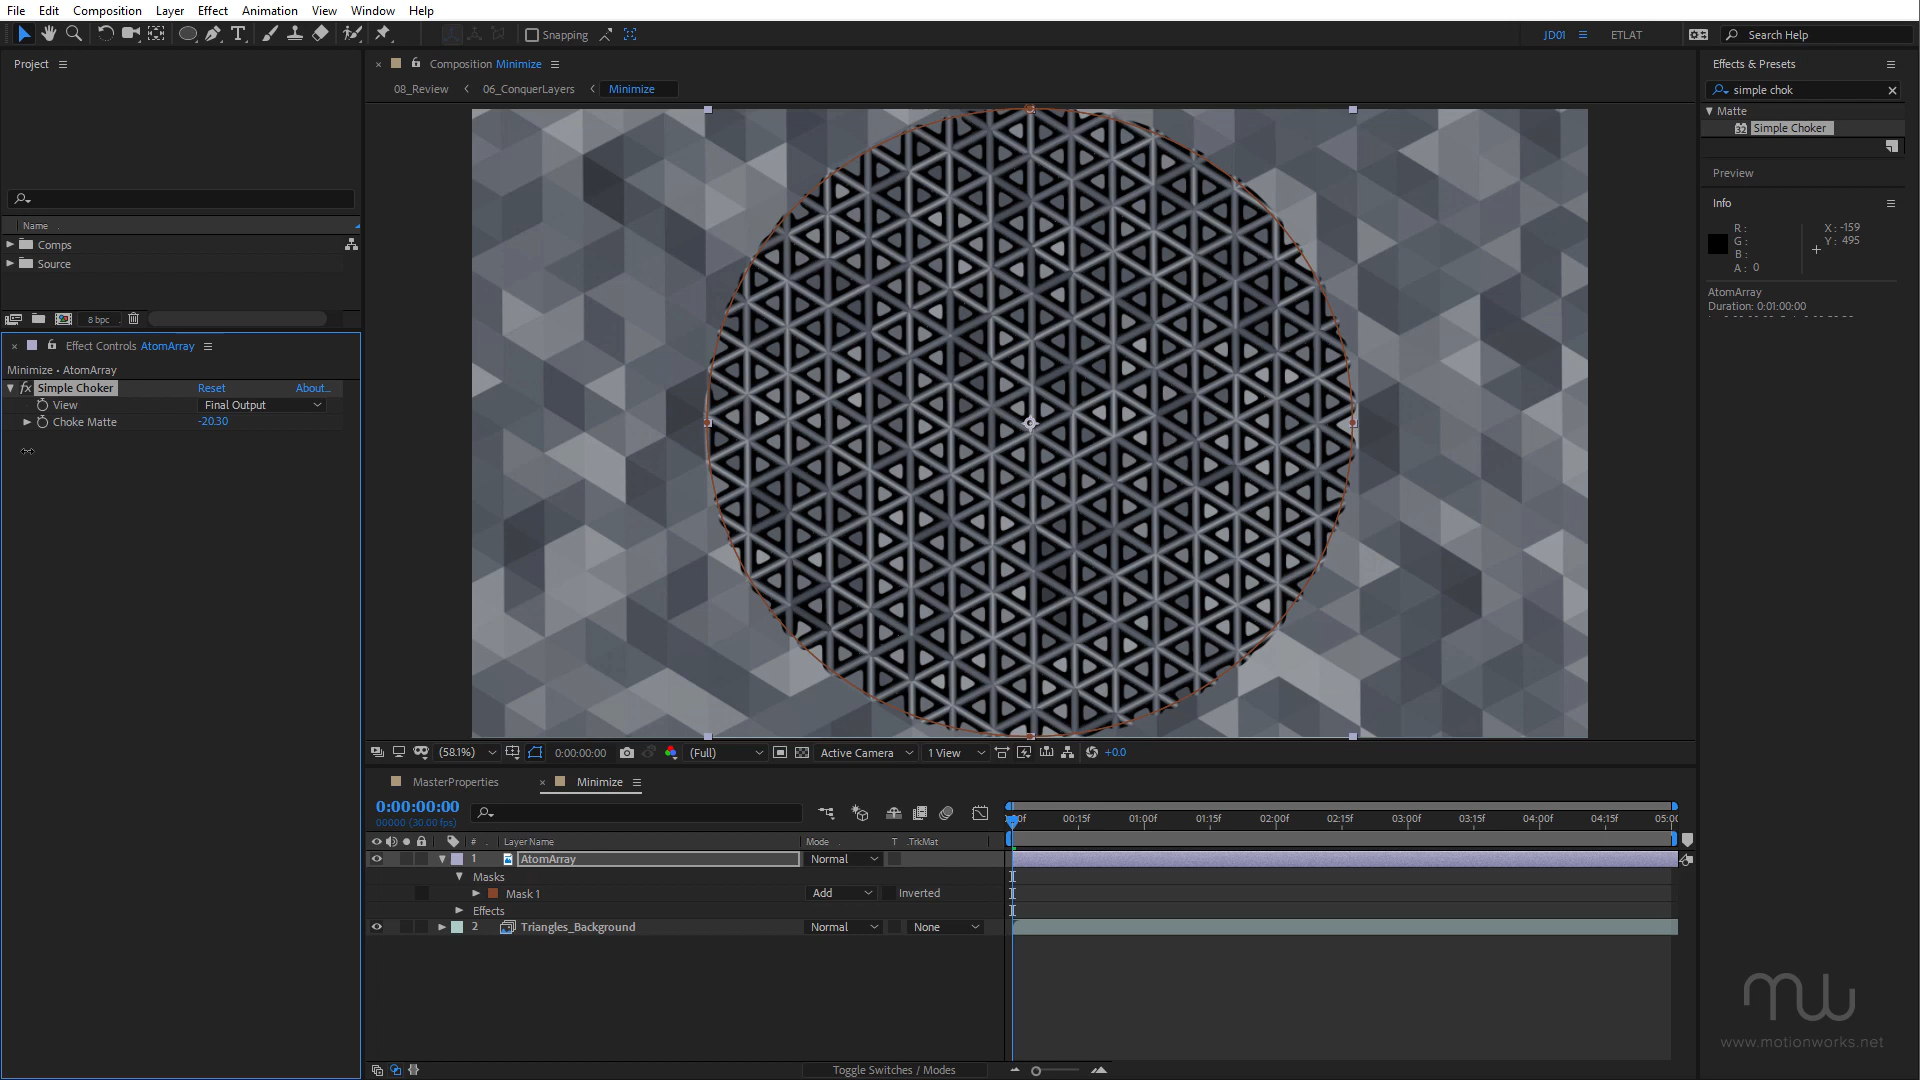 File Edit Composition Layer Effect Animation View Window Help
Snapping
JD01
ETLAT
Search Help
Project
Composition Minimize
08_Review
06_ConquerLayers
Minimize
Effects & Presets
simple chok
Matte
32 Simple Choker
Preview
Info
R :
G :
B :
A : 0
X : -159
Y : 495
AtomArray
Duration: 0:01:00:00
Name
Comps
Source
8 bpc
Effect Controls AtomArray
Minimize • AtomArray
fx Simple Choker Reset About...
View Final Output
Choke Matte -20.30
(58.1%)
0:00:00:00
(Full)
Active Camera
1 View
+0.0
MasterProperties
Minimize
0:00:00:00
00000 (30.00 fps)
:00f 00:15f 01:00f 01:15f 02:00f 02:15f 03:00f 03:15f 04:00f 04:15f 05:00
# Layer Name Mode T .TrkMat
1 AtomArray Normal
Masks
Mask 1 Add Inverted
Effects
2 Triangles_Background Normal None
Toggle Switches / Modes
mw
www.motionworks.net